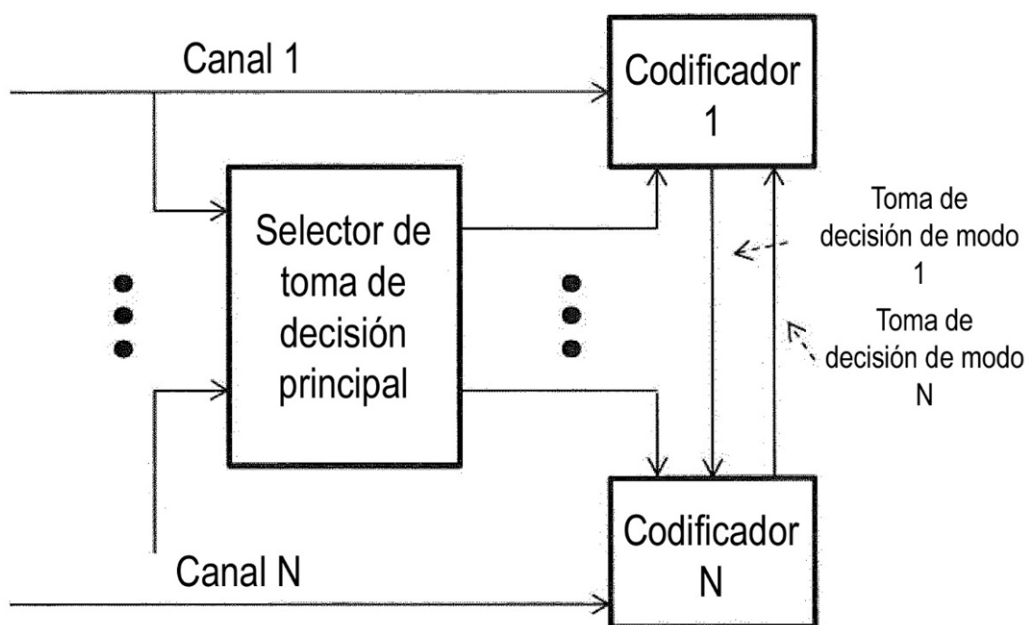 Canal 1
Codificador
1
Selector de
toma de
decisión
principal
Toma de
decisión de modo
1
Toma de
decisión de modo
N
Canal N
Codificador
N